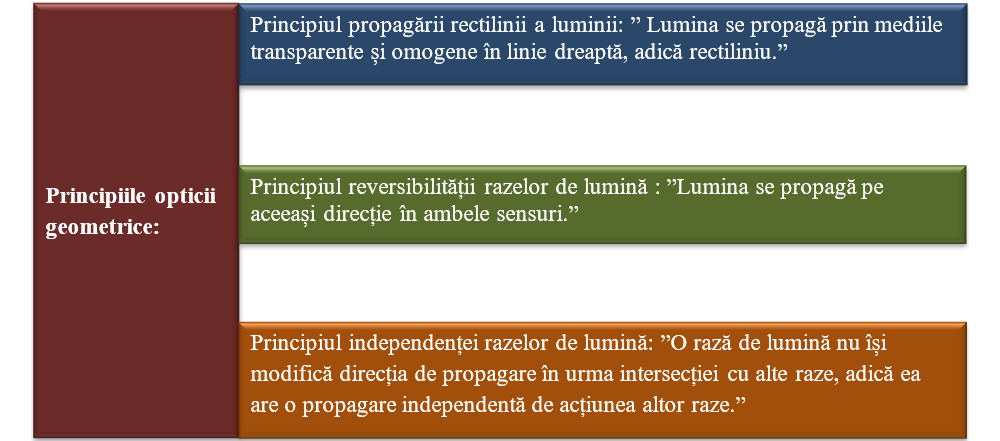 Principiile opticii
geometrice:
Principiul propagării rectilinii a luminii: ” Lumina se propagă prin mediile
transparente și omogene în linie dreaptă, adică rectiliniu.”
Principiul reversibilității razelor de lumină : ”Lumina se propagă pe
aceeași direcție în ambele sensuri.”
Principiul independenței razelor de lumină: ”O rază de lumină nu își
modifică direcția de propagare în urma intersecției cu alte raze, adică ea
are o propagare independentă de acțiunea altor raze.”